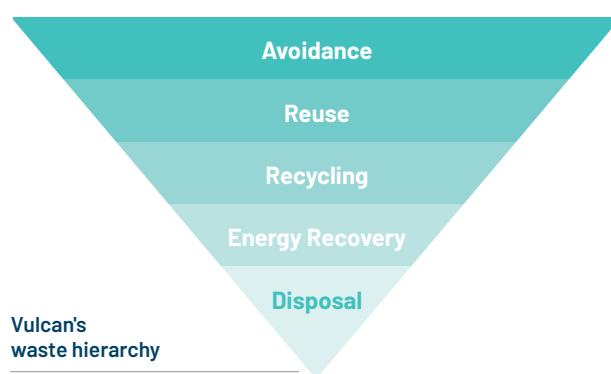 Avoidance
Reuse
Recycling
Energy Recovery
Disposal
Vulcan's
waste hierarchy